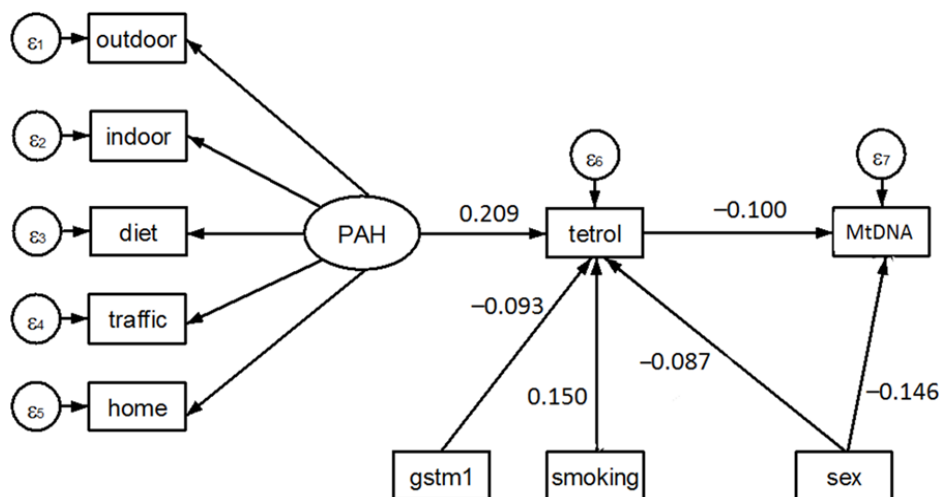 ε1
outdoor
ε2
indoor
ε3
diet
ε4
traffic
ε5
home
PAH
0.209
ε6
tetrol
−0.100
ε7
MtDNA
−0.093
0.150
−0.087
−0.146
gstm1
smoking
sex